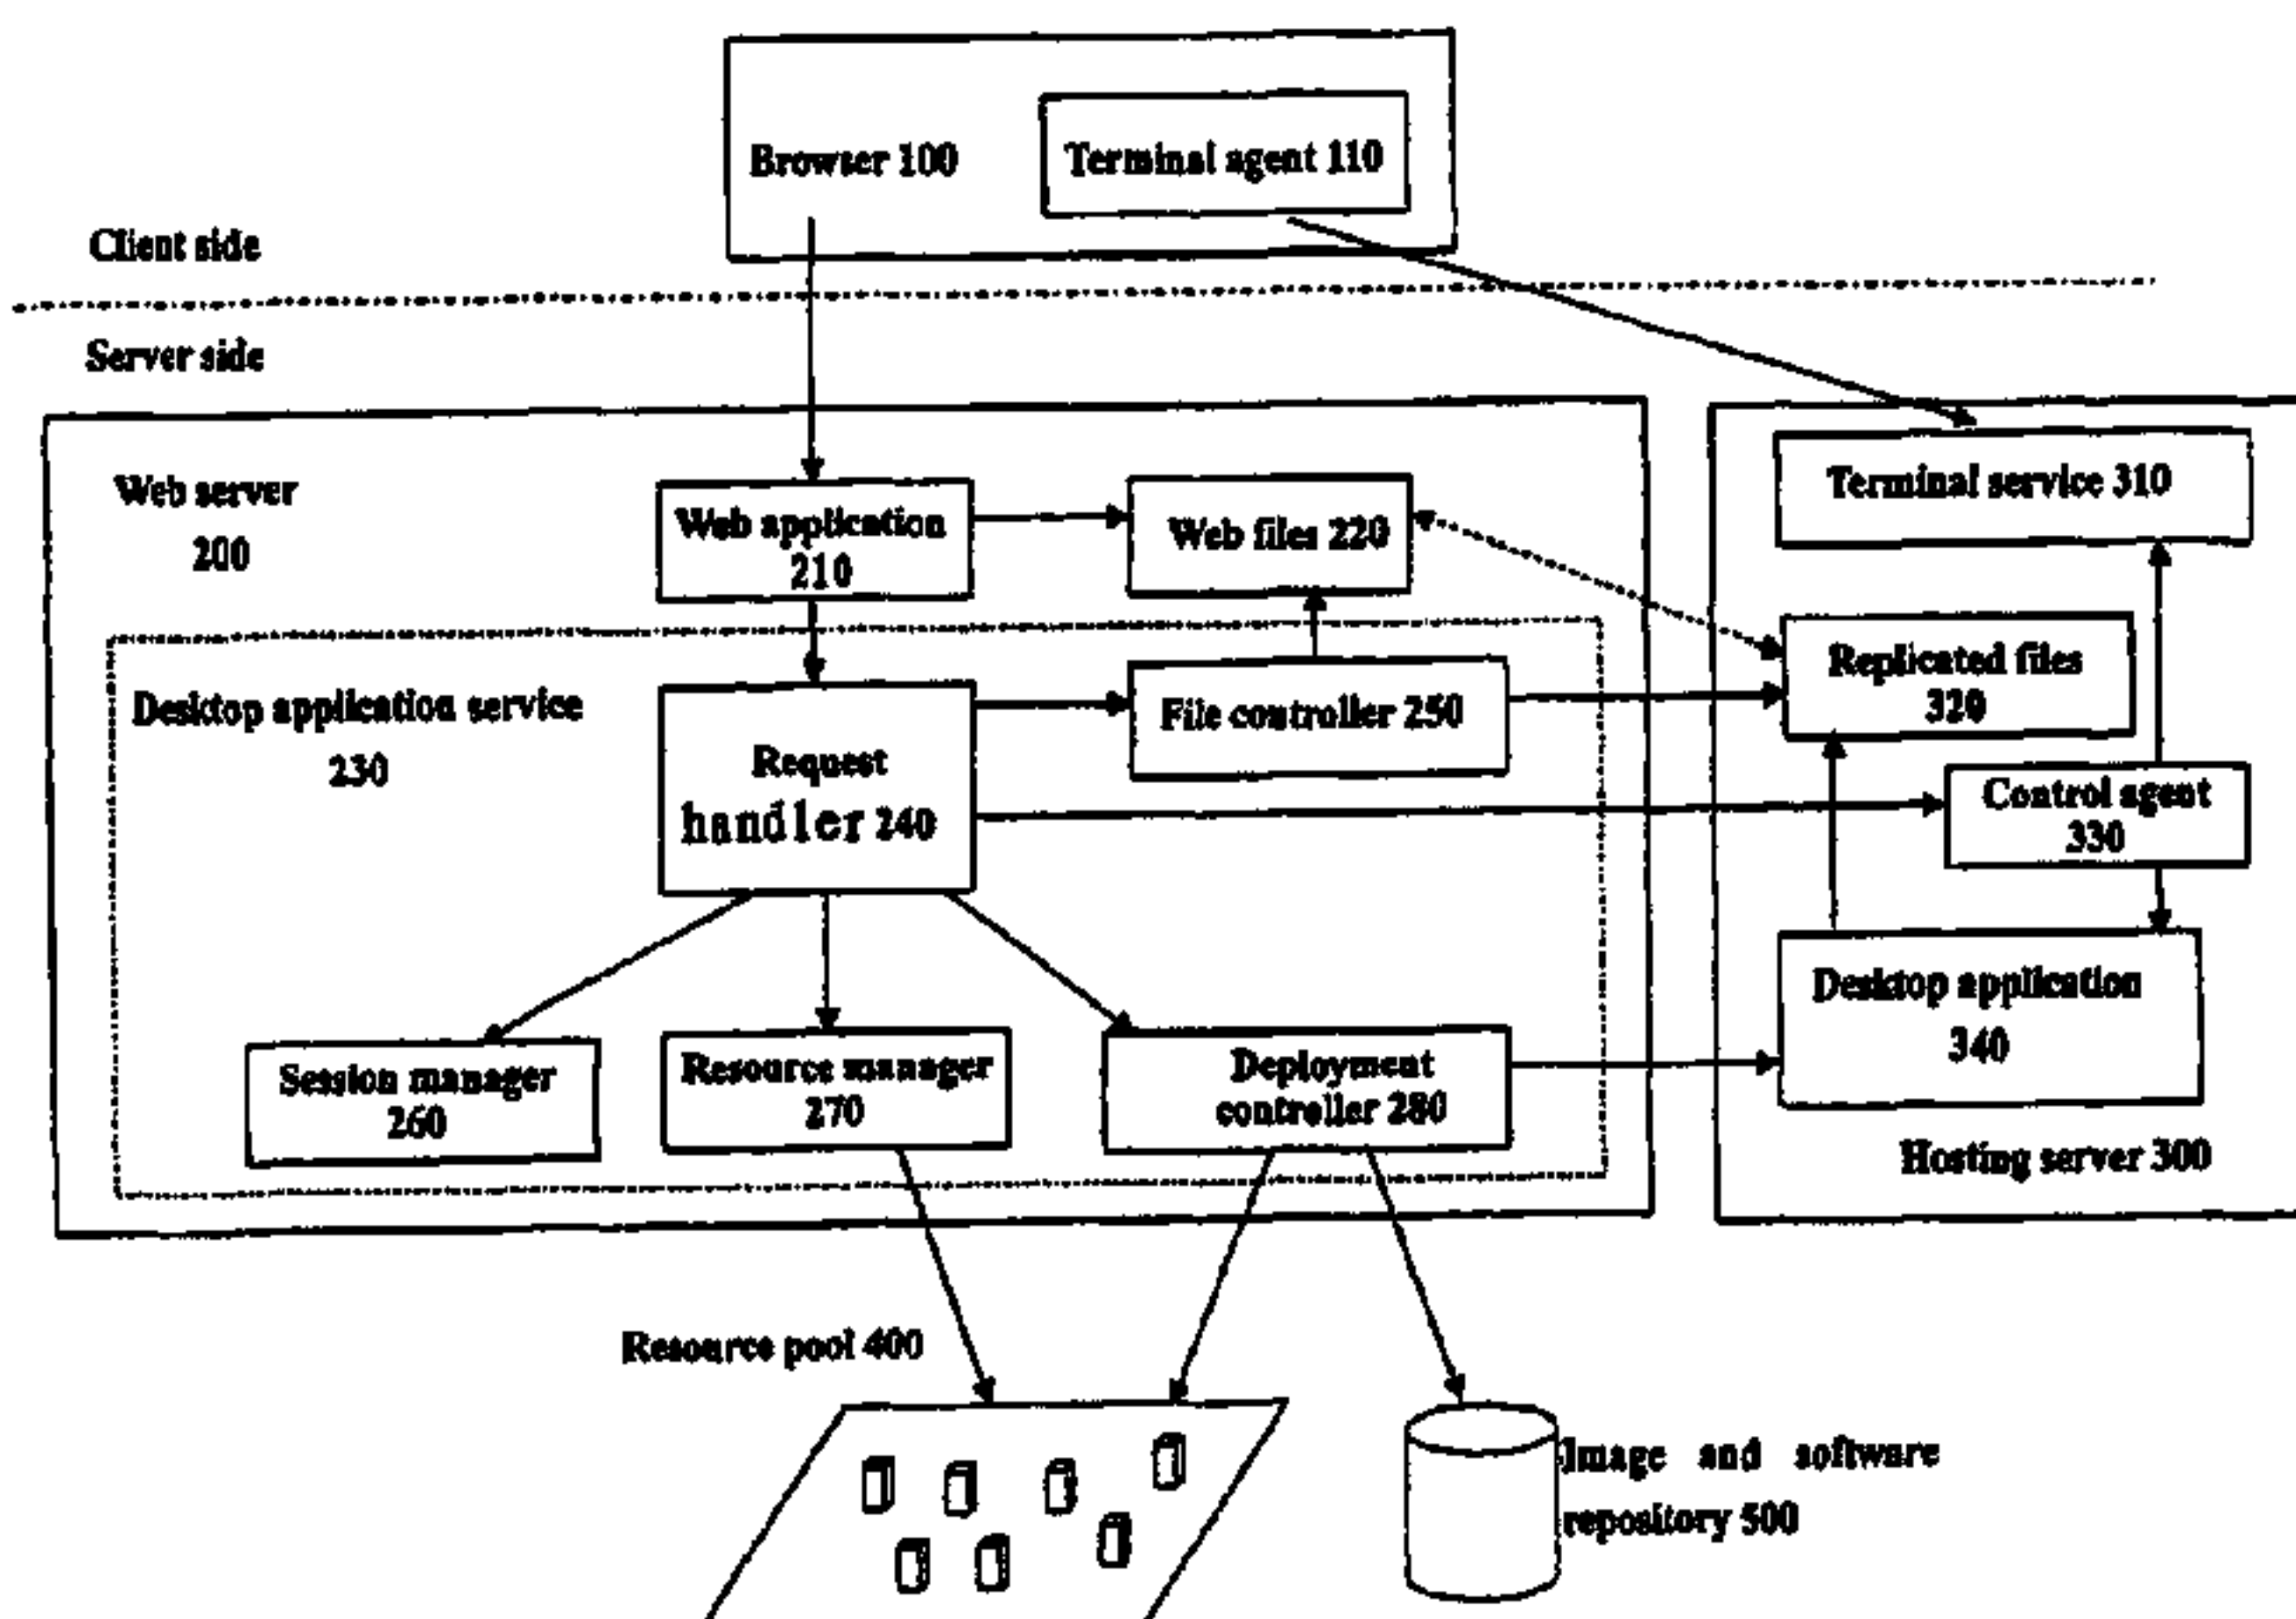 Browser 100
Terminal agent 110
Client side
Server side
Web server
200
Web application
210
Web files 220
Terminal service 310
Desktop application service
230
Request
handler 240
File controller 250
Replicated files
320
Control agent
330
Session manager
260
Resource manager
270
Deployment
controller 280
Desktop application
340
Hosting server 300
Resource pool 400
Image and software
repository 500